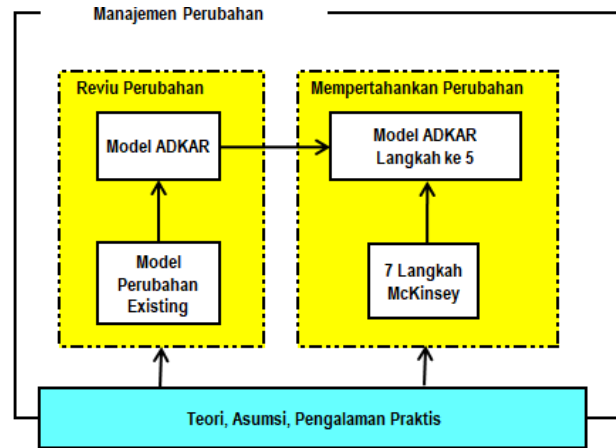 Manajemen Perubahan
Reviu Perubahan
Mempertahankan Perubahan
Model ADKAR
Model ADKAR
Langkah ke 5
Model
Perubahan
Existing
7 Langkah
McKinsey
Teori, Asumsi, Pengalaman Praktis